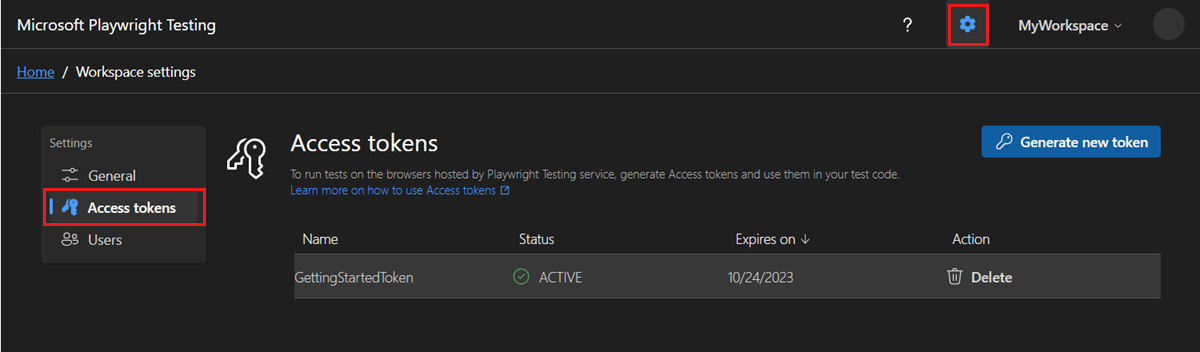 Microsoft Playwright Testing
? MyWorkspace
Home / Workspace settings
Settings
General
Access tokens
Users
Access tokens
Generate new token
To run tests on the browsers hosted by Playwright Testing service, generate Access tokens and use them in your test code.
Learn more on how to use Access tokens
Name Status Expires on ↓ Action
GettingStartedToken ACTIVE 10/24/2023 Delete